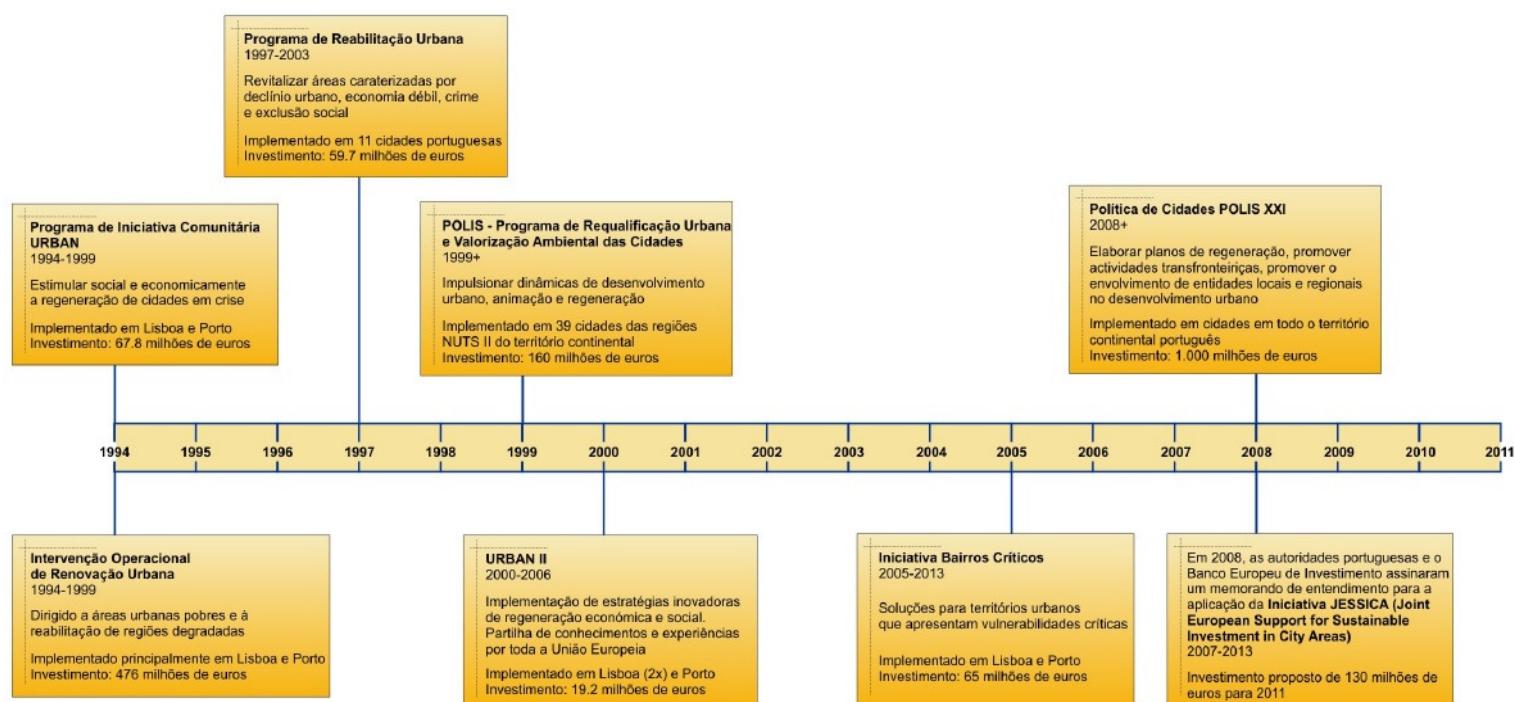 Programa de Reabilitação Urbana
1997-2003
Revitalizar áreas caraterizadas por
declínio urbano, economia débil, crime
e exclusão social
Implementado em 11 cidades portuguesas
Investimento: 59.7 milhões de euros
Programa de Iniciativa Comunitária
URBAN
1994-1999
Estimular social e economicamente
a regeneração de cidades em crise
Implementado em Lisboa e Porto
Investimento: 67.8 milhões de euros
POLIS - Programa de Requalificação Urbana
e Valorização Ambiental das Cidades
1999+
Impulsionar dinâmicas de desenvolvimento
urbano, animação e regeneração
Implementado em 39 cidades das regiões
NUTS II do território continental
Investimento: 160 milhões de euros
Política de Cidades POLIS XXI
2008+
Elaborar planos de regeneração, promover
actividades transfronteiriças, promover o
envolvimento de entidades locais e regionais
no desenvolvimento urbano
Implementado em cidades em todo o território
continental português
Investimento: 1.000 milhões de euros
1994 1995 1996 1997 1998 1999 2000 2001 2002 2003 2004 2005 2006 2007 2008 2009 2010 2011
Intervenção Operacional
de Renovação Urbana
1994-1999
Dirigido a áreas urbanas pobres e à
reabilitação de regiões degradadas
Implementado principalmente em Lisboa e Porto
Investimento: 476 milhões de euros
URBAN II
2000-2006
Implementação de estratégias inovadoras
de regeneração económica e social.
Partilha de conhecimentos e experiências
por toda a União Europeia
Implementado em Lisboa (2x) e Porto
Investimento: 19.2 milhões de euros
Iniciativa Bairros Críticos
2005-2013
Soluções para territórios urbanos
que apresentam vulnerabilidades críticas
Implementado em Lisboa e Porto
Investimento: 65 milhões de euros
Em 2008, as autoridades portuguesas e o
Banco Europeu de Investimento assinaram
um memorando de entendimento para a
aplicação da Iniciativa JESSICA (Joint
European Support for Sustainable
Investment in City Areas)
2007-2013
Investimento proposto de 130 milhões de
euros para 2011